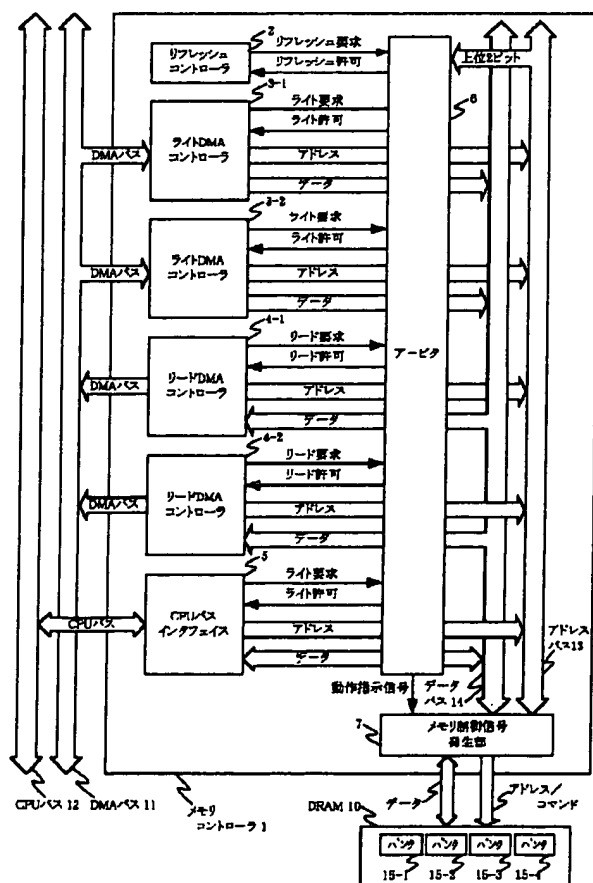 2
リフレッシュ
コントローラ
リフレッシュ要求
リフレッシュ許可
上位2ビット
6
3-1
ライトDMA
コントローラ
ライト要求
ライト許可
アドレス
データ
DMAバス
3-2
ライトDMA
コントローラ
ライト要求
ライト許可
アドレス
データ
DMAバス
アービタ
4-1
リードDMA
コントローラ
リード要求
リード許可
アドレス
データ
DMAバス
4-2
リードDMA
コントローラ
リード要求
リード許可
アドレス
データ
DMAバス
5
CPUバス
インタフェイス
ライト要求
ライト許可
アドレス
データ
CPUバス
アドレス
バス13
動作指示信号
データ
バス14
7
メモリ制御信号
発生部
CPUバス12
DMAバス11
メモリ
コントローラ1
データ
アドレス/
コマンド
DRAM 10
バンク
バンク
バンク
バンク
15-1
15-2
15-3
15-4